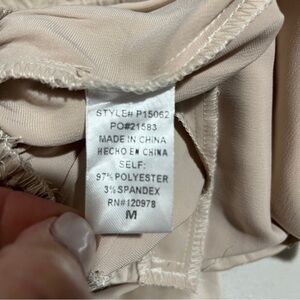 STYLE# P15062
PO#21583
MADE IN CHINA
HECHO EN CHINA
SELF:
97% POLYESTER
3% SPANDEX
RN#120978
M